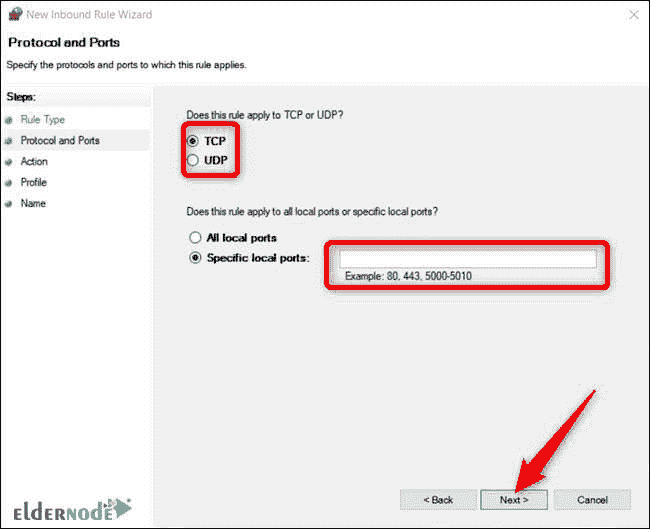 New Inbound Rule Wizard
Protocol and Ports
Specify the protocols and ports to which this rule applies.
Steps:
Rule Type
Protocol and Ports
Action
Profile
Name
Does this rule apply to TCP or UDP?
TCP
UDP
Does this rule apply to all local ports or specific local ports?
All local ports
Specific local ports:
Example: 80, 443, 5000-5010
< Back
Next >
Cancel
eldernode